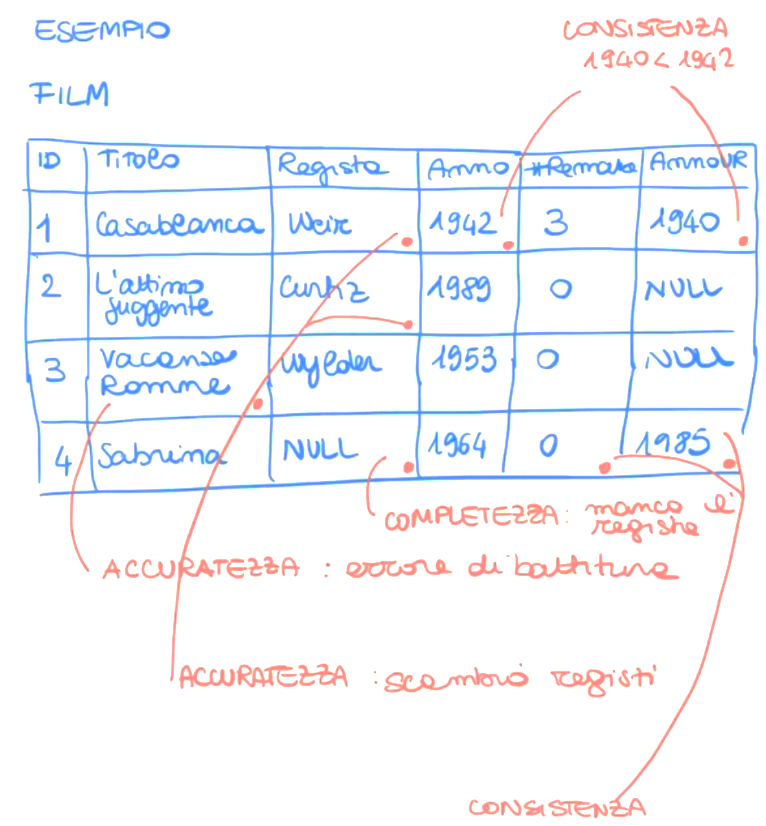 ESEMPIO
CONSISTENZA
1940 < 1942
FILM
ID Titolo Regista Anno #Remake AnnoUR
1 Casablanca Weir 1942 3 1940
2 L'attimo fuggente Curtiz 1989 0 NULL
3 Vacanze Romane Wylder 1953 0 NULL
4 Sabrina NULL 1964 0 1985
COMPLETEZZA: manca il
regista
ACCURATEZZA : errore di battitura
ACCURATEZZA : scambio registi
CONSISTENZA